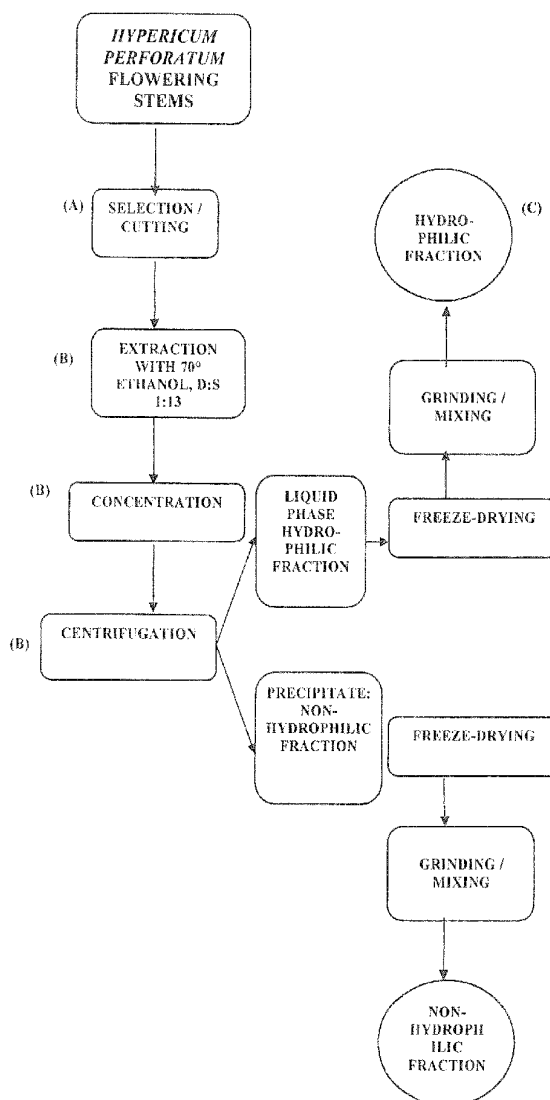 HYPERICUM
PERFORATUM
FLOWERING
STEMS
(A)
SELECTION /
CUTTING
(B)
EXTRACTION
WITH 70°
ETHANOL, D:S
1:13
(B)
CONCENTRATION
(B)
CENTRIFUGATION
LIQUID
PHASE
HYDRO-
PHILIC
FRACTION
FREEZE-DRYING
GRINDING /
MIXING
(C)
HYDRO-
PHILIC
FRACTION
PRECIPITATE:
NON-
HYDROPHILIC
FRACTION
FREEZE-DRYING
GRINDING /
MIXING
NON-
HYDROPH
ILIC
FRACTION